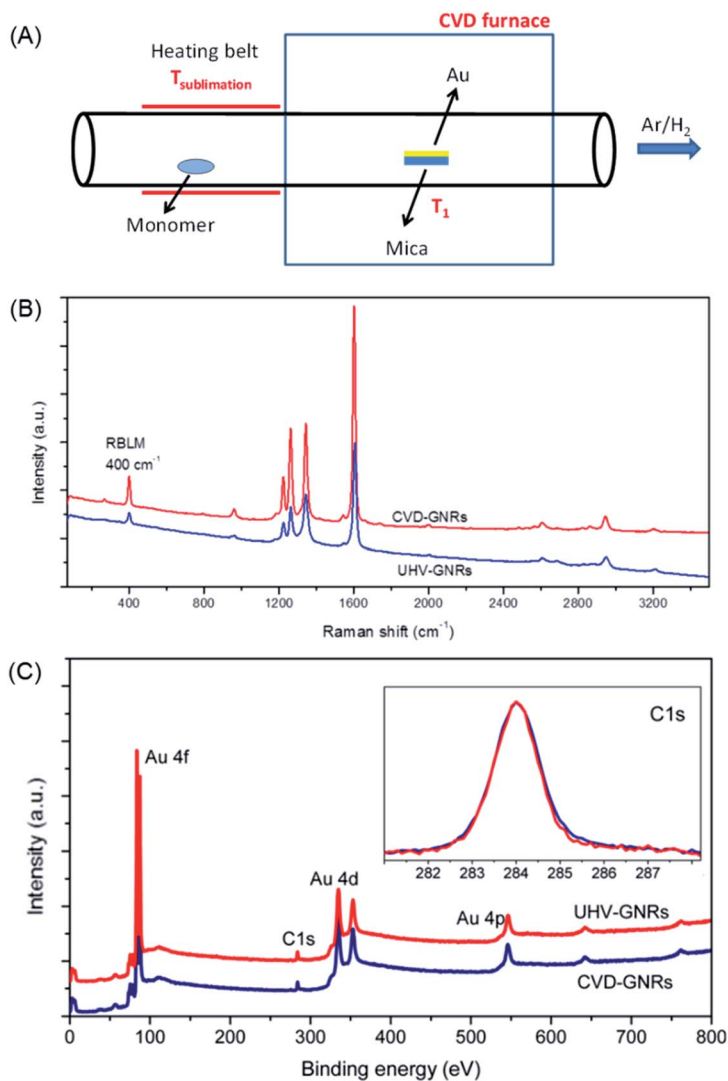 (A)
CVD furnace
Heating belt
T_sublimation
Au
Ar/H₂
T₁
Monomer
Mica
(B)
Intensity (a.u.)
RBLM
400 cm⁻¹
CVD-GNRs
UHV-GNRs
400 800 1200 1600 2000 2400 2800 3200
Raman shift (cm⁻¹)
(C)
Intensity (a.u.)
C1s
Au 4f
282 283 284 285 286 287
Au 4d
C1s
Au 4p
UHV-GNRs
CVD-GNRs
0 100 200 300 400 500 600 700 800
Binding energy (eV)